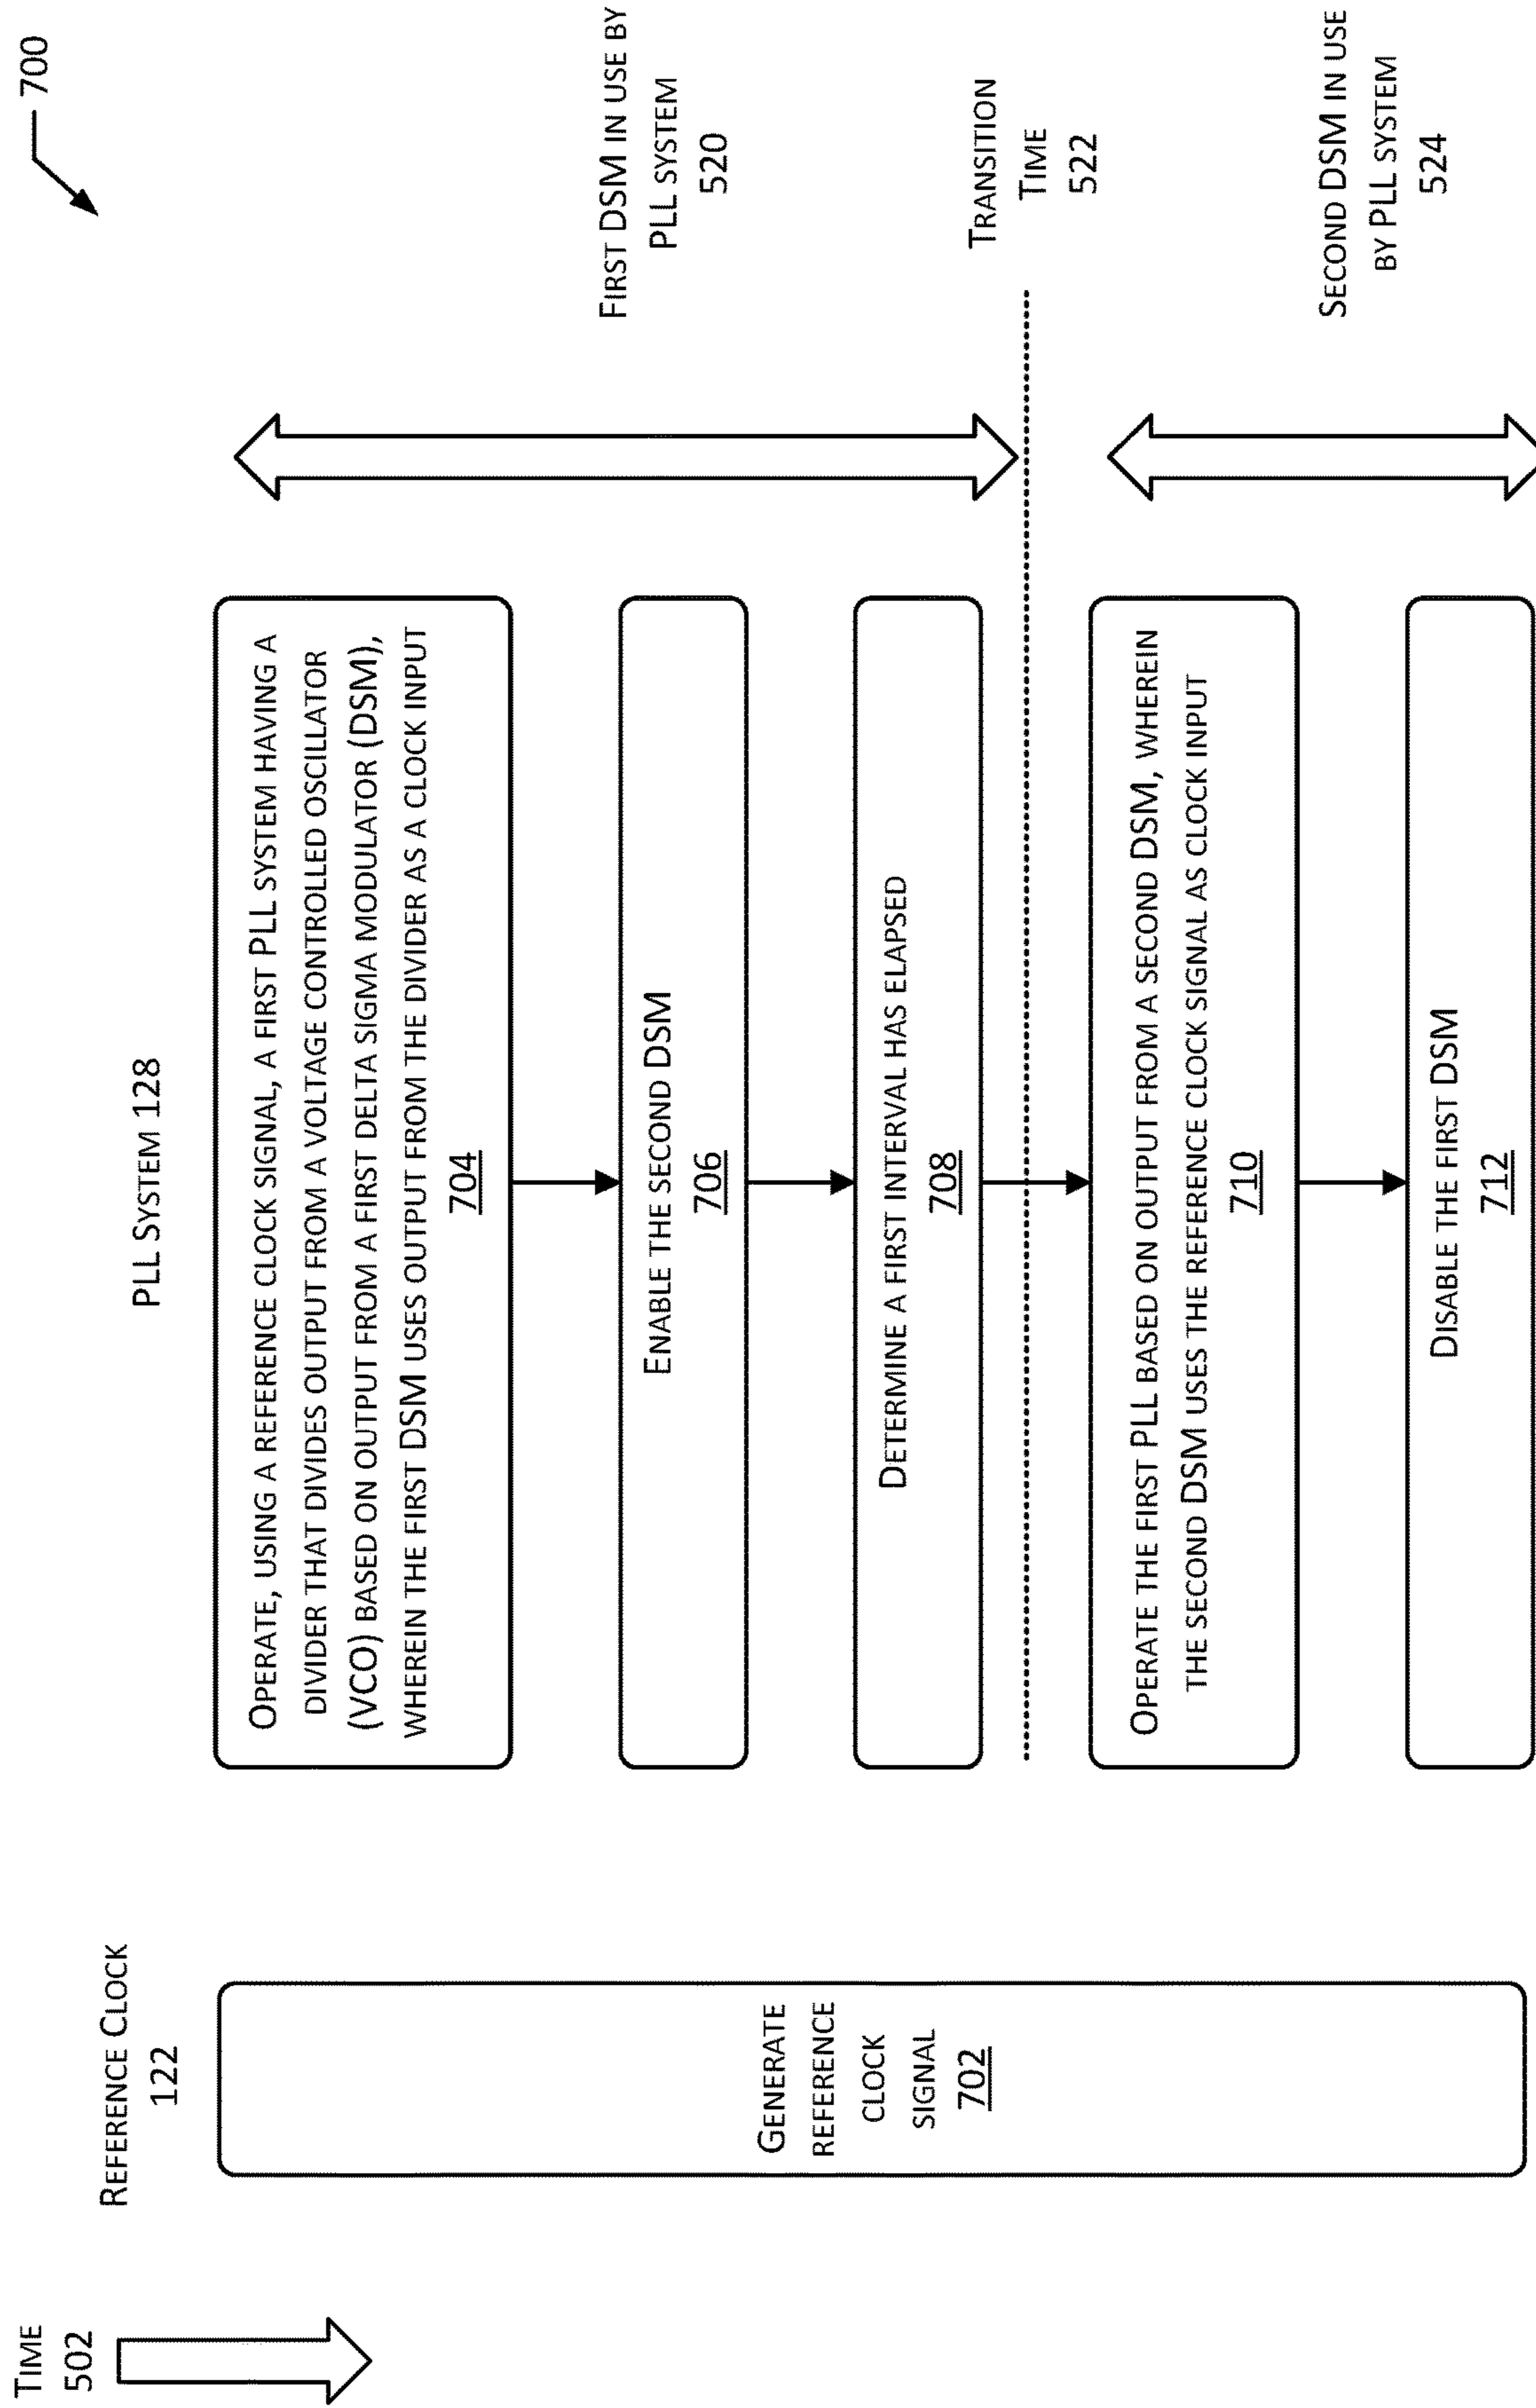 700
TIME
502
REFERENCE CLOCK
122
PLL SYSTEM 128
GENERATE
REFERENCE
CLOCK
SIGNAL
702
OPERATE, USING A REFERENCE CLOCK SIGNAL, A FIRST PLL SYSTEM HAVING A
DIVIDER THAT DIVIDES OUTPUT FROM A VOLTAGE CONTROLLED OSCILLATOR
(VCO) BASED ON OUTPUT FROM A FIRST DELTA SIGMA MODULATOR (DSM),
WHEREIN THE FIRST DSM USES OUTPUT FROM THE DIVIDER AS A CLOCK INPUT
704
ENABLE THE SECOND DSM
706
DETERMINE A FIRST INTERVAL HAS ELAPSED
708
OPERATE THE FIRST PLL BASED ON OUTPUT FROM A SECOND DSM, WHEREIN
THE SECOND DSM USES THE REFERENCE CLOCK SIGNAL AS CLOCK INPUT
710
DISABLE THE FIRST DSM
712
FIRST DSM IN USE BY
PLL SYSTEM
520
TRANSITION
TIME
522
SECOND DSM IN USE
BY PLL SYSTEM
524